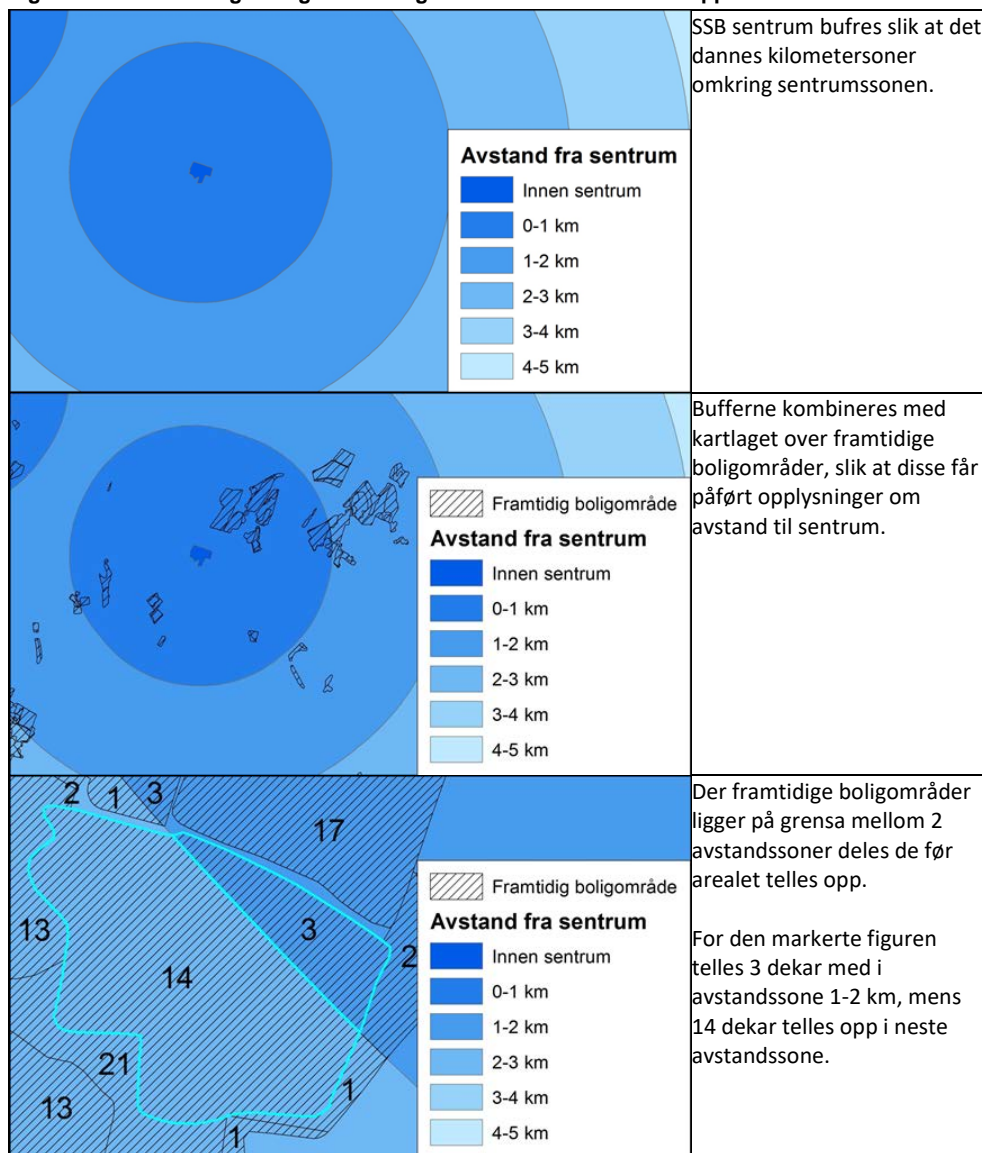 Avstand fra sentrum
Innen sentrum
0-1 km
1-2 km
2-3 km
3-4 km
4-5 km
SSB sentrum bufres slik at det
dannes kilometersoner
omkring sentrumssonen.
Framtidig boligområde
Avstand fra sentrum
Innen sentrum
0-1 km
1-2 km
2-3 km
3-4 km
4-5 km
Bufferne kombineres med
kartlaget over framtidige
boligområder, slik at disse får
påført opplysninger om
avstand til sentrum.
2
1
3
17
3
13
2
14
21
1
13
1
Framtidig boligområde
Avstand fra sentrum
Innen sentrum
0-1 km
1-2 km
2-3 km
3-4 km
4-5 km
Der framtidige boligområder
ligger på grensa mellom 2
avstandssoner deles de før
arealet telles opp.
For den markerte figuren
telles 3 dekar med i
avstandssone 1-2 km, mens
14 dekar telles opp i neste
avstandssone.